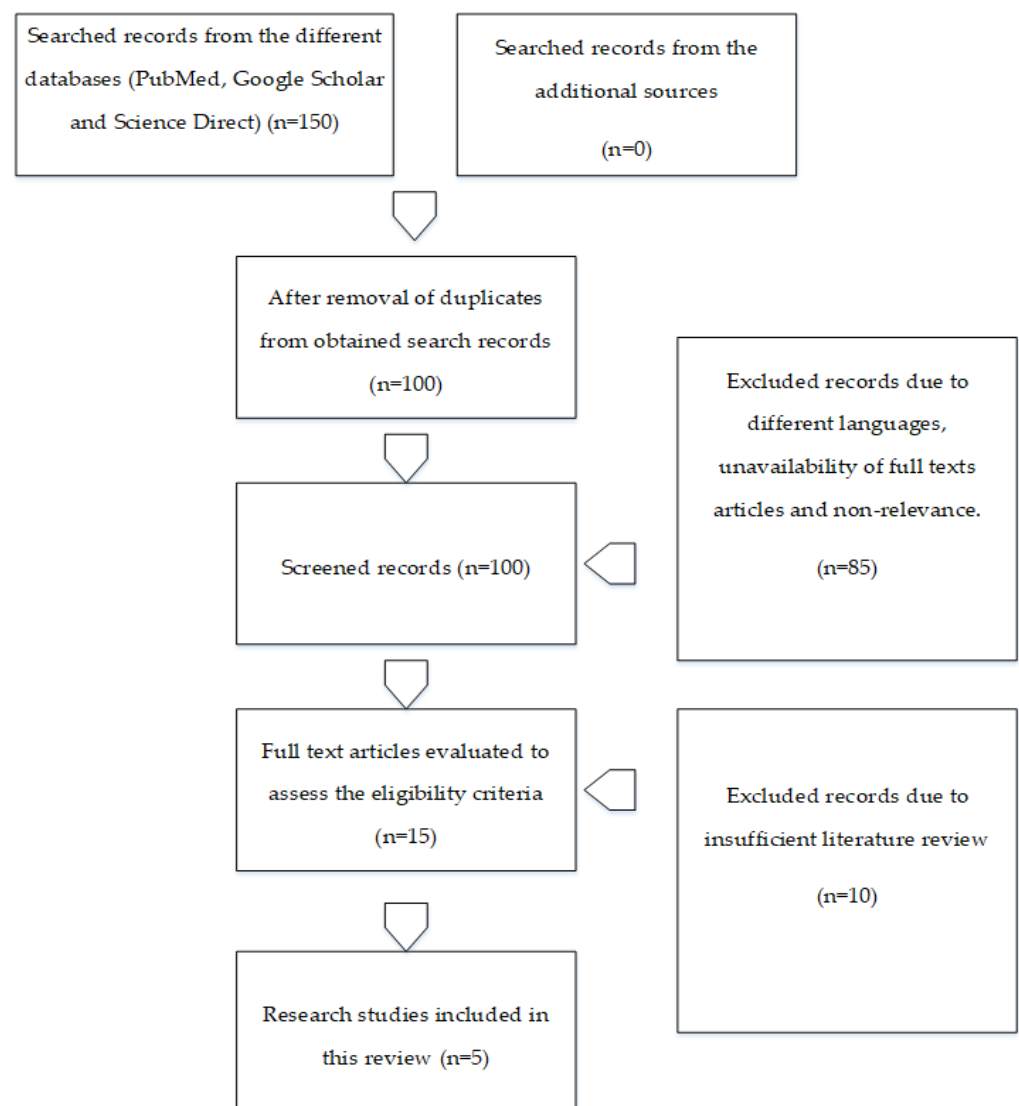 Searched records from the different
databases (PubMed, Google Scholar
and Science Direct) (n=150)
Searched records from the
additional sources
(n=0)
After removal of duplicates
from obtained search records
(n=100)
Excluded records due to
different languages,
unavailability of full texts
articles and non-relevance.
(n=85)
Screened records (n=100)
Full text articles evaluated to
assess the eligibility criteria
(n=15)
Excluded records due to
insufficient literature review
(n=10)
Research studies included in
this review (n=5)